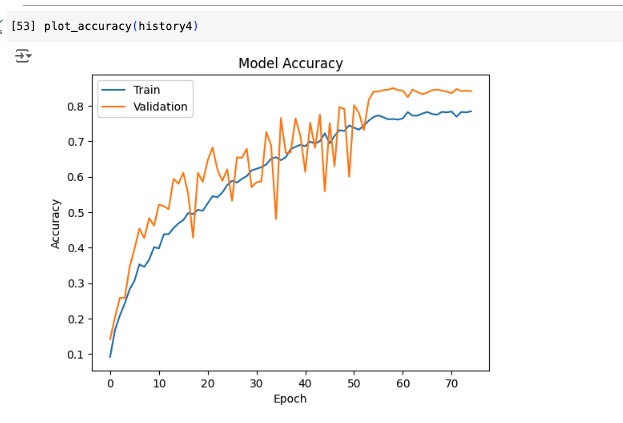 [53] plot_accuracy(history4)
Model Accuracy
Train
Validation
0.8
0.7
0.6
0.5
0.4
0.3
0.2
0.1
Accuracy
0 10 20 30 40 50 60 70
Epoch